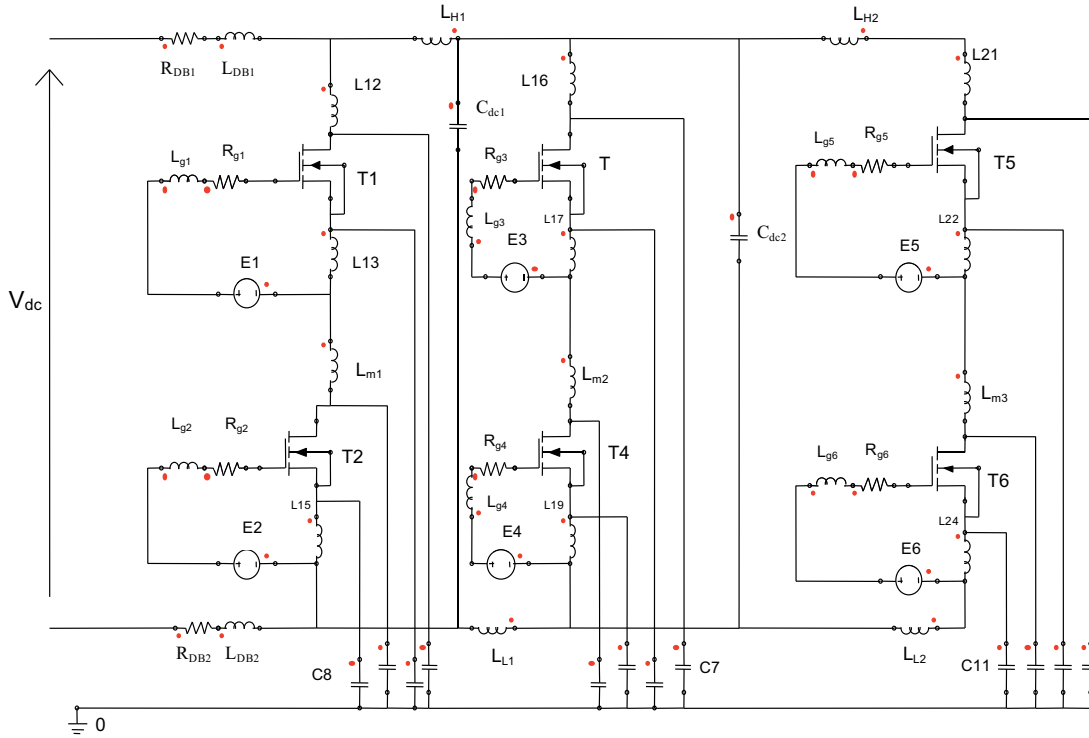 L_H1
L_H2
R_DB1
L_DB1
L12
L16
L21
C_dc1
L_g1
R_g1
T1
R_g3
T
L_g5
R_g5
T5
L_g3
L17
L22
C_dc2
E1
L13
E3
E5
V_dc
L_m1
L_m2
L_m3
L_g2
R_g2
T2
R_g4
T4
L_g6
R_g6
T6
L15
L_g4
L19
L24
E2
E4
E6
R_DB2
L_DB2
L_L1
L_L2
C8
C7
C11
0